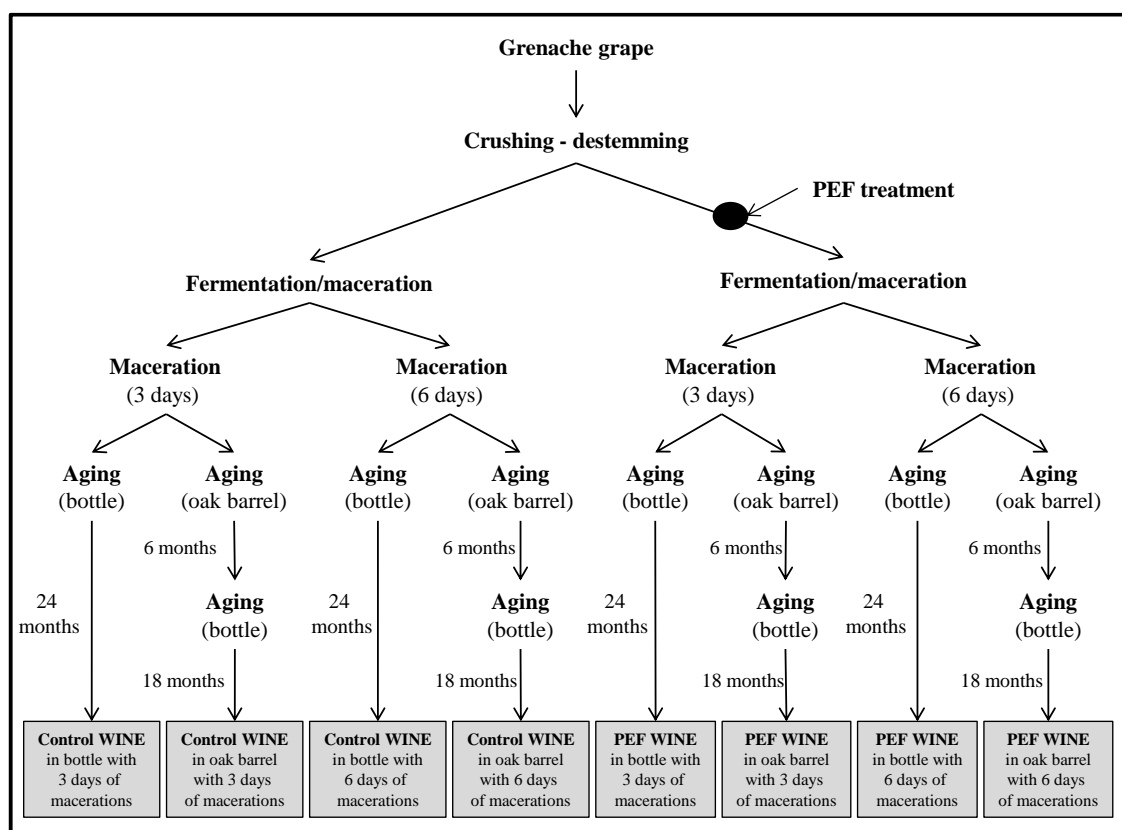 Grenache grape
Crushing - destemming
PEF treatment
Fermentation/maceration
Fermentation/maceration
Maceration
(3 days)
Maceration
(6 days)
Maceration
(3 days)
Maceration
(6 days)
Aging
(bottle)
Aging
(oak barrel)
Aging
(bottle)
Aging
(oak barrel)
Aging
(bottle)
Aging
(oak barrel)
Aging
(bottle)
Aging
(oak barrel)
6 months
6 months
6 months
6 months
24
months
Aging
(bottle)
24
months
Aging
(bottle)
24
months
Aging
(bottle)
24
months
Aging
(bottle)
18 months
18 months
18 months
18 months
Control WINE
in bottle with
3 days of
macerations
Control WINE
in oak barrel
with 3 days
of macerations
Control WINE
in bottle with
6 days of
macerations
Control WINE
in oak barrel
with 6 days
of macerations
PEF WINE
in bottle with
3 days of
macerations
PEF WINE
in oak barrel
with 3 days
of macerations
PEF WINE
in bottle with
6 days of
macerations
PEF WINE
in oak barrel
with 6 days
of macerations